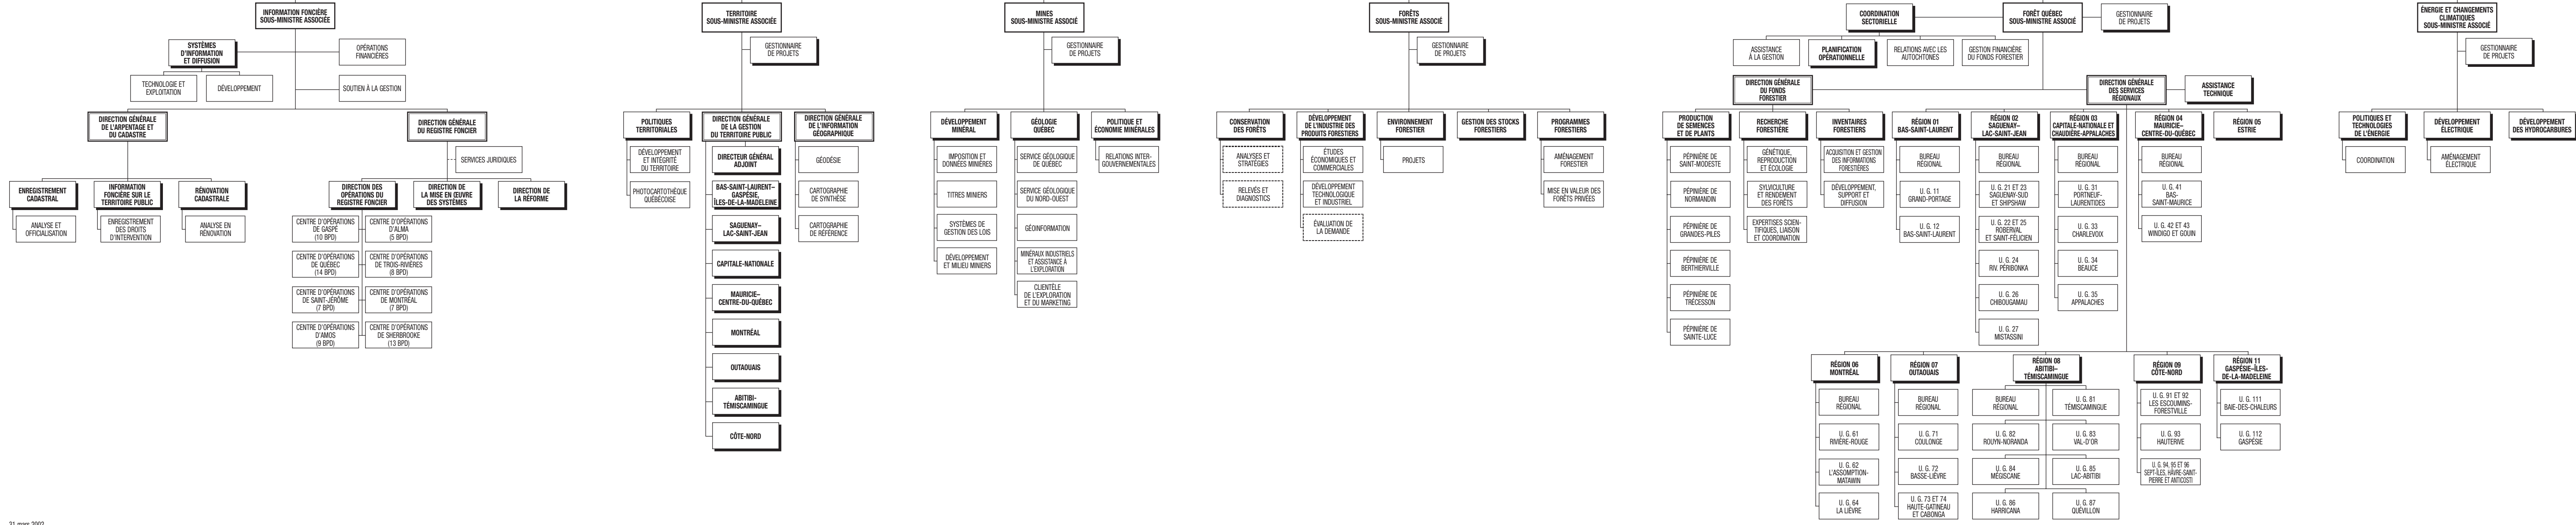 INFORMATION FONCIÈRE
SOUS-MINISTRE ASSOCIÉE
SYSTÈMES
D'INFORMATION
ET DIFFUSION
OPÉRATIONS
FINANCIÈRES
TECHNOLOGIE ET
EXPLOITATION
DÉVELOPPEMENT
SOUTIEN À LA GESTION
DIRECTION GÉNÉRALE
DE L'ARPENTAGE ET
DU CADASTRE
DIRECTION GÉNÉRALE
DU REGISTRE FONCIER
SERVICES JURIDIQUES
ENREGISTREMENT
CADASTRAL
INFORMATION
FONCIÈRE SUR LE
TERRITOIRE PUBLIC
RÉNOVATION
CADASTRALE
DIRECTION DES
OPÉRATIONS DU
REGISTRE FONCIER
DIRECTION DE
LA MISE EN ŒUVRE
DES SYSTÈMES
DIRECTION DE
LA RÉFORME
ANALYSE ET
OFFICIALISATION
ENREGISTREMENT
DES DROITS
D'INTERVENTION
ANALYSE EN
RÉNOVATION
CENTRE D'OPÉRATIONS
DE GASPÉ
(10 BPD)
CENTRE D'OPÉRATIONS
D'ALMA
(5 BPD)
CENTRE D'OPÉRATIONS
DE QUÉBEC
(14 BPD)
CENTRE D'OPÉRATIONS
DE TROIS-RIVIÈRES
(8 BPD)
CENTRE D'OPÉRATIONS
DE SAINT-JÉRÔME
(7 BPD)
CENTRE D'OPÉRATIONS
DE MONTRÉAL
(7 BPD)
CENTRE D'OPÉRATIONS
D'AMOS
(9 BPD)
CENTRE D'OPÉRATIONS
DE SHERBROOKE
(13 BPD)
TERRITOIRE
SOUS-MINISTRE ASSOCIÉE
GESTIONNAIRE
DE PROJETS
POLITIQUES
TERRITORIALES
DIRECTION GÉNÉRALE
DE LA GESTION
DU TERRITOIRE PUBLIC
DIRECTION GÉNÉRALE
DE L'INFORMATION
GÉOGRAPHIQUE
DÉVELOPPEMENT
ET INTÉGRITÉ
DU TERRITOIRE
PHOTOCARTOTHÈQUE
QUÉBÉCOISE
DIRECTEUR GÉNÉRAL
ADJOINT
BAS-SAINT-LAURENT–
GASPÉSIE,
ÎLES-DE-LA-MADELEINE
SAGUENAY–
LAC-SAINT-JEAN
CAPITALE-NATIONALE
MAURICIE–
CENTRE-DU-QUÉBEC
MONTRÉAL
OUTAOUAIS
ABITIBI-
TÉMISCAMINGUE
CÔTE-NORD
GÉODÉSIE
CARTOGRAPHIE
DE SYNTHÈSE
CARTOGRAPHIE
DE RÉFÉRENCE
MINES
SOUS-MINISTRE ASSOCIÉ
GESTIONNAIRE
DE PROJETS
DÉVELOPPEMENT
MINÉRAL
GÉOLOGIE
QUÉBEC
POLITIQUE ET
ÉCONOMIE MINÉRALES
IMPOSITION ET
DONNÉES MINIÈRES
TITRES MINIERS
SYSTÈMES DE
GESTION DES LOIS
DÉVELOPPEMENT
ET MILIEU MINIERS
SERVICE GÉOLOGIQUE
DE QUÉBEC
SERVICE GÉOLOGIQUE
DU NORD-OUEST
GÉOINFORMATION
MINÉRAUX INDUSTRIELS
ET ASSISTANCE À
L'EXPLORATION
CLIENTÈLE
DE L'EXPLORATION
ET DU MARKETING
RELATIONS INTER-
GOUVERNEMENTALES
FORÊTS
SOUS-MINISTRE ASSOCIÉ
GESTIONNAIRE
DE PROJETS
CONSERVATION
DES FORÊTS
DÉVELOPPEMENT
DE L'INDUSTRIE DES
PRODUITS FORESTIERS
ENVIRONNEMENT
FORESTIER
GESTION DES STOCKS
FORESTIERS
PROGRAMMES
FORESTIERS
ANALYSES ET
STRATÉGIES
RELEVÉS ET
DIAGNOSTICS
ÉTUDES
ÉCONOMIQUES ET
COMMERCIALES
DÉVELOPPEMENT
TECHNOLOGIQUE
ET INDUSTRIEL
ÉVALUATION DE
LA DEMANDE
PROJETS
AMÉNAGEMENT
FORESTIER
MISE EN VALEUR DES
FORÊTS PRIVÉES
COORDINATION
SECTORIELLE
FORÊT QUÉBEC
SOUS-MINISTRE ASSOCIÉ
GESTIONNAIRE
DE PROJETS
ASSISTANCE
À LA GESTION
PLANIFICATION
OPÉRATIONNELLE
RELATIONS AVEC LES
AUTOCHTONES
GESTION FINANCIÈRE
DU FONDS FORESTIER
DIRECTION GÉNÉRALE
DU FONDS
FORESTIER
DIRECTION GÉNÉRALE
DES SERVICES
RÉGIONAUX
ASSISTANCE
TECHNIQUE
PRODUCTION
DE SEMENCES
ET DE PLANTS
RECHERCHE
FORESTIÈRE
INVENTAIRES
FORESTIERS
RÉGION 01
BAS-SAINT-LAURENT
RÉGION 02
SAGUENAY–
LAC-SAINT-JEAN
RÉGION 03
CAPITALE-NATIONALE ET
CHAUDIÈRE-APPALACHES
RÉGION 04
MAURICIE–
CENTRE-DU-QUÉBEC
RÉGION 05
ESTRIE
PÉPINIÈRE DE
SAINT-MODESTE
PÉPINIÈRE DE
NORMANDIN
PÉPINIÈRE DE
GRANDES-PILES
PÉPINIÈRE DE
BERTHIERVILLE
PÉPINIÈRE DE
TRÉCESSON
PÉPINIÈRE DE
SAINTE-LUCE
GÉNÉTIQUE,
REPRODUCTION
ET ÉCOLOGIE
SYLVICULTURE
ET RENDEMENT
DES FORÊTS
EXPERTISES SCIEN-
TIFIQUES, LIAISON
ET COORDINATION
ACQUISITION ET GESTION
DES INFORMATIONS
FORESTIÈRES
DÉVELOPPEMENT,
SUPPORT ET
DIFFUSION
BUREAU
RÉGIONAL
U. G. 11
GRAND-PORTAGE
U. G. 12
BAS-SAINT-LAURENT
BUREAU
RÉGIONAL
U. G. 21 ET 23
SAGUENAY-SUD
ET SHIPSHAW
U. G. 22 ET 25
ROBERVAL
ET SAINT-FÉLICIEN
U. G. 24
RIV. PÉRIBONKA
U. G. 26
CHIBOUGAMAU
U. G. 27
MISTASSINI
BUREAU
RÉGIONAL
U. G. 31
PORTNEUF-
LAURENTIDES
U. G. 33
CHARLEVOIX
U. G. 34
BEAUCE
U. G. 35
APPALACHES
BUREAU
RÉGIONAL
U. G. 41
BAS-
SAINT-MAURICE
U. G. 42 ET 43
WINDIGO ET GOUIN
RÉGION 06
MONTRÉAL
RÉGION 07
OUTAOUAIS
RÉGION 08
ABITIBI–
TÉMISCAMINGUE
RÉGION 09
CÔTE-NORD
RÉGION 11
GASPÉSIE–ÎLES-
DE-LA-MADELEINE
BUREAU
RÉGIONAL
U. G. 61
RIVIÈRE-ROUGE
U. G. 62
L'ASSOMPTION-
MATAWIN
U. G. 64
LA LIÈVRE
BUREAU
RÉGIONAL
U. G. 71
COULONGE
U. G. 72
BASSE-LIÈVRE
U. G. 73 ET 74
HAUTE-GATINEAU
ET CABONGA
BUREAU
RÉGIONAL
U. G. 81
TÉMISCAMINGUE
U. G. 82
ROUYN-NORANDA
U. G. 83
VAL-D'OR
U. G. 84
MÉGISCANE
U. G. 85
LAC-ABITIBI
U. G. 86
HARRICANA
U. G. 87
QUÉVILLON
U. G. 91 ET 92
LES ESCOUMINS-
FORESTVILLE
U. G. 93
HAUTERIVE
U. G. 94, 95 ET 96
SEPT-ÎLES, HÂVRE-SAINT-
PIERRE ET ANTICOSTI
U. G. 111
BAIE-DES-CHALEURS
U. G. 112
GASPÉSIE
ÉNERGIE ET CHANGEMENTS
CLIMATIQUES
SOUS-MINISTRE ASSOCIÉ
GESTIONNAIRE
DE PROJETS
POLITIQUES ET
TECHNOLOGIES
DE L'ÉNERGIE
DÉVELOPPEMENT
ÉLECTRIQUE
DÉVELOPPEMENT
DES HYDROCARBURES
COORDINATION
AMÉNAGEMENT
ÉLECTRIQUE
31 mars 2002